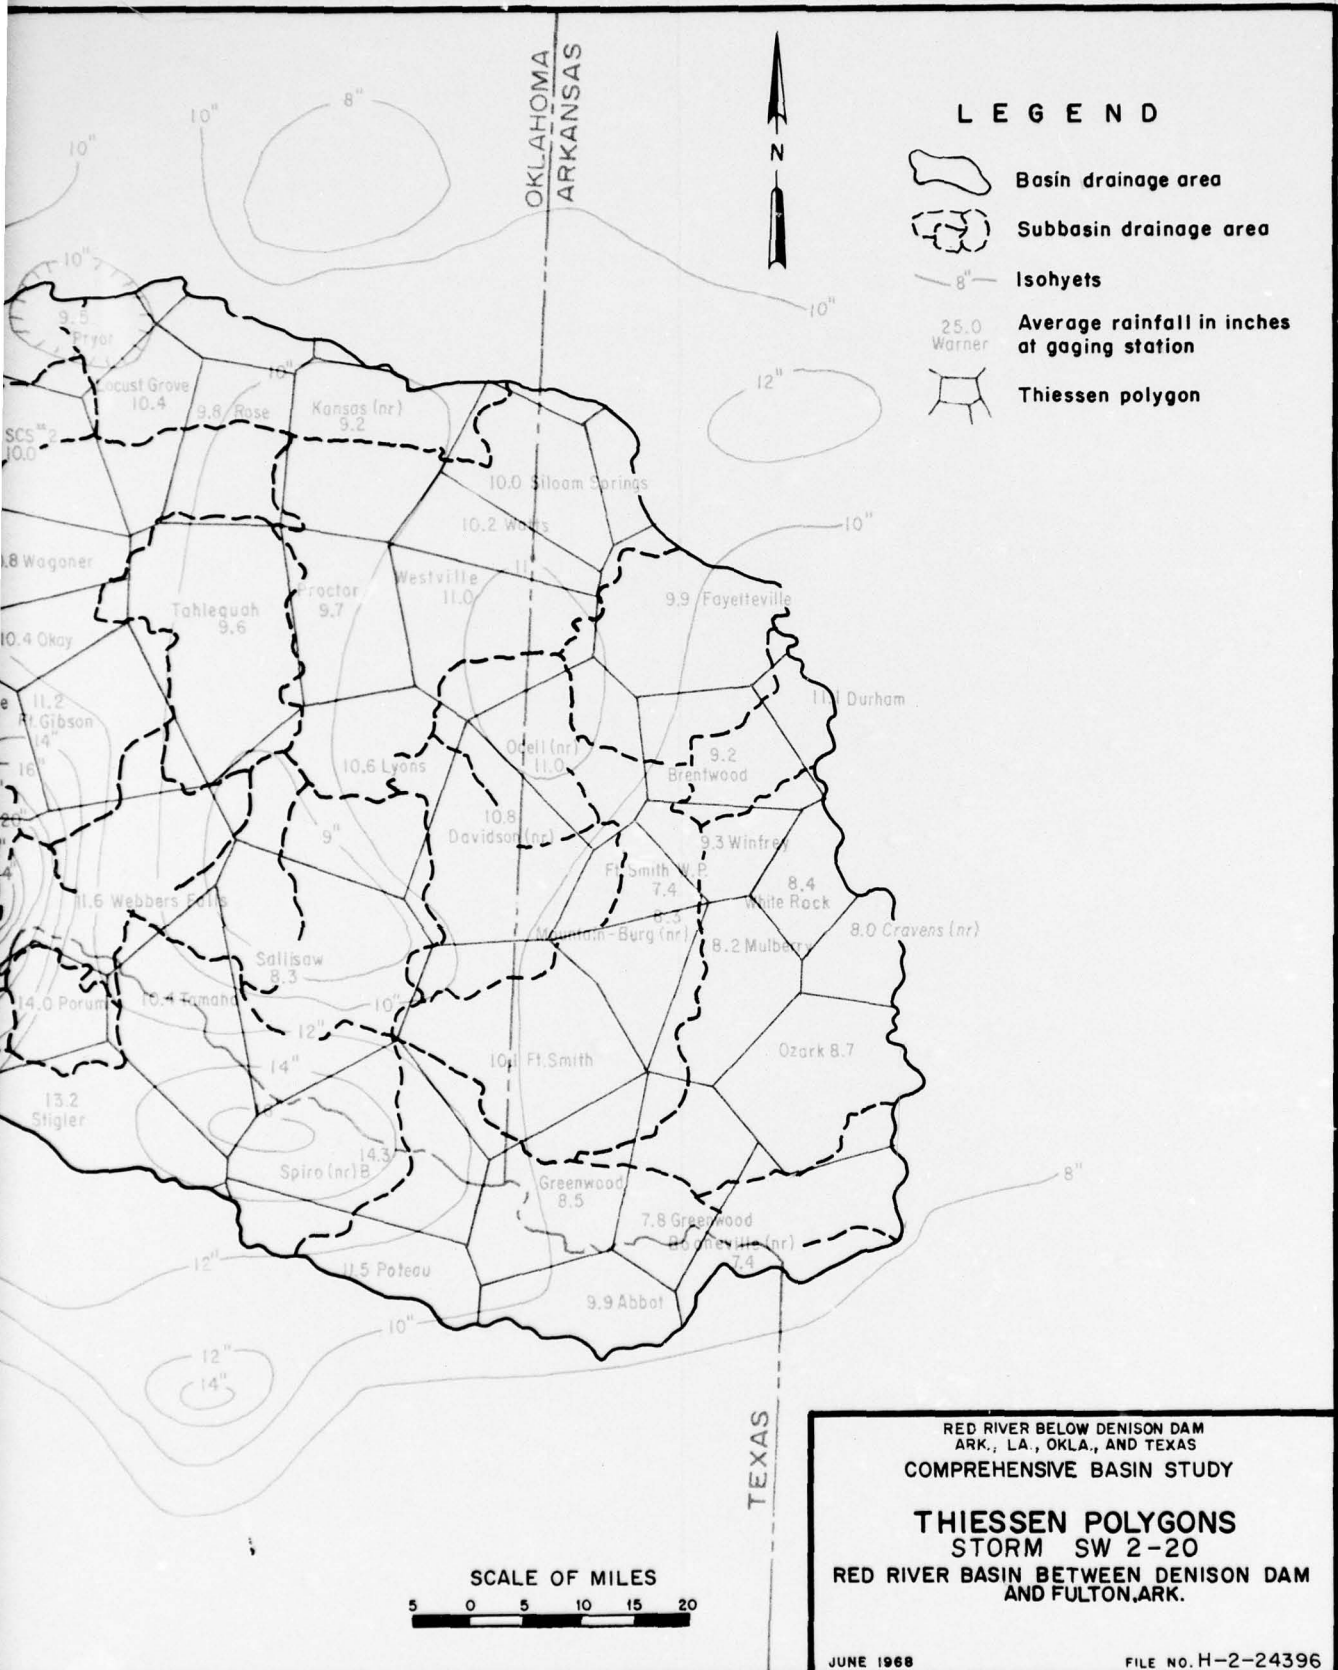 OKLAHOMA
ARKANSAS
N
LEGEND
Basin drainage area
Subbasin drainage area
8" Isohyets
25.0 Warner
Average rainfall in inches
at gaging station
Thiessen polygon
8"
10"
10"
10"
10"
12"
10"
10"
9.5
Pryor
Locust Grove
10.4
9.8 Rose
Kansas (nr)
9.2
SCS
10.0
10.0 Siloam Springs
10.2 Watts
.8 Wagoner
Westville
11.0
11
Proctor
9.7
Tahlequah
9.6
9.9 Fayetteville
10.4 Okay
11.2
Ft. Gibson
14"
16"
20"
11.1 Durham
Odell (nr)
11.0
10.6 Lyons
9.2
Brentwood
10.8
Davidson (nr)
9"
9.3 Winfrey
Ft. Smith W.P.
7.4
8.4
White Rock
11.6 Webbers Falls
8.3
Mountain-Burg (nr)
8.2 Mulberry
8.0 Cravens (nr)
Sallisaw
8.3
14.0 Porum
10.4 Tamaha
10"
12"
14"
10.1 Ft. Smith
Ozark 8.7
13.2
Stigler
14.3
Spiro (nr) B
Greenwood
8.5
8"
7.8 Greenwood
Booneville (nr)
7.4
12"
11.5 Poteau
9.9 Abbot
10"
12"
14"
TEXAS
SCALE OF MILES
5 0 5 10 15 20
RED RIVER BELOW DENISON DAM
ARK., LA., OKLA., AND TEXAS
COMPREHENSIVE BASIN STUDY
THIESSEN POLYGONS
STORM SW 2-20
RED RIVER BASIN BETWEEN DENISON DAM
AND FULTON, ARK.
JUNE 1968 FILE NO. H-2-24396